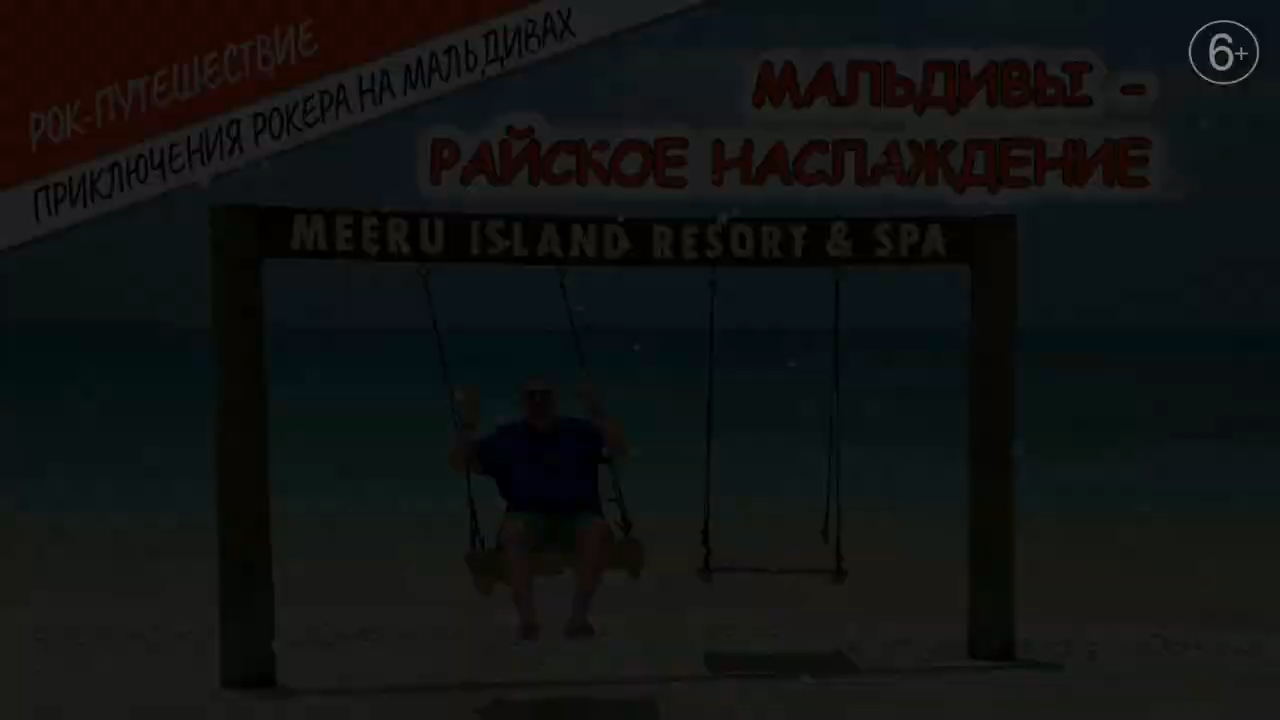 РОК-ПУТЕШЕСТВИЕ
ПРИКЛЮЧЕНИЯ РОКЕРА НА МАЛЬДИВАХ
6+
МАЛЬДИВЫ -
РАЙСКОЕ НАСЛАЖДЕНИЕ
MEERU ISLAND RESORT & SPA